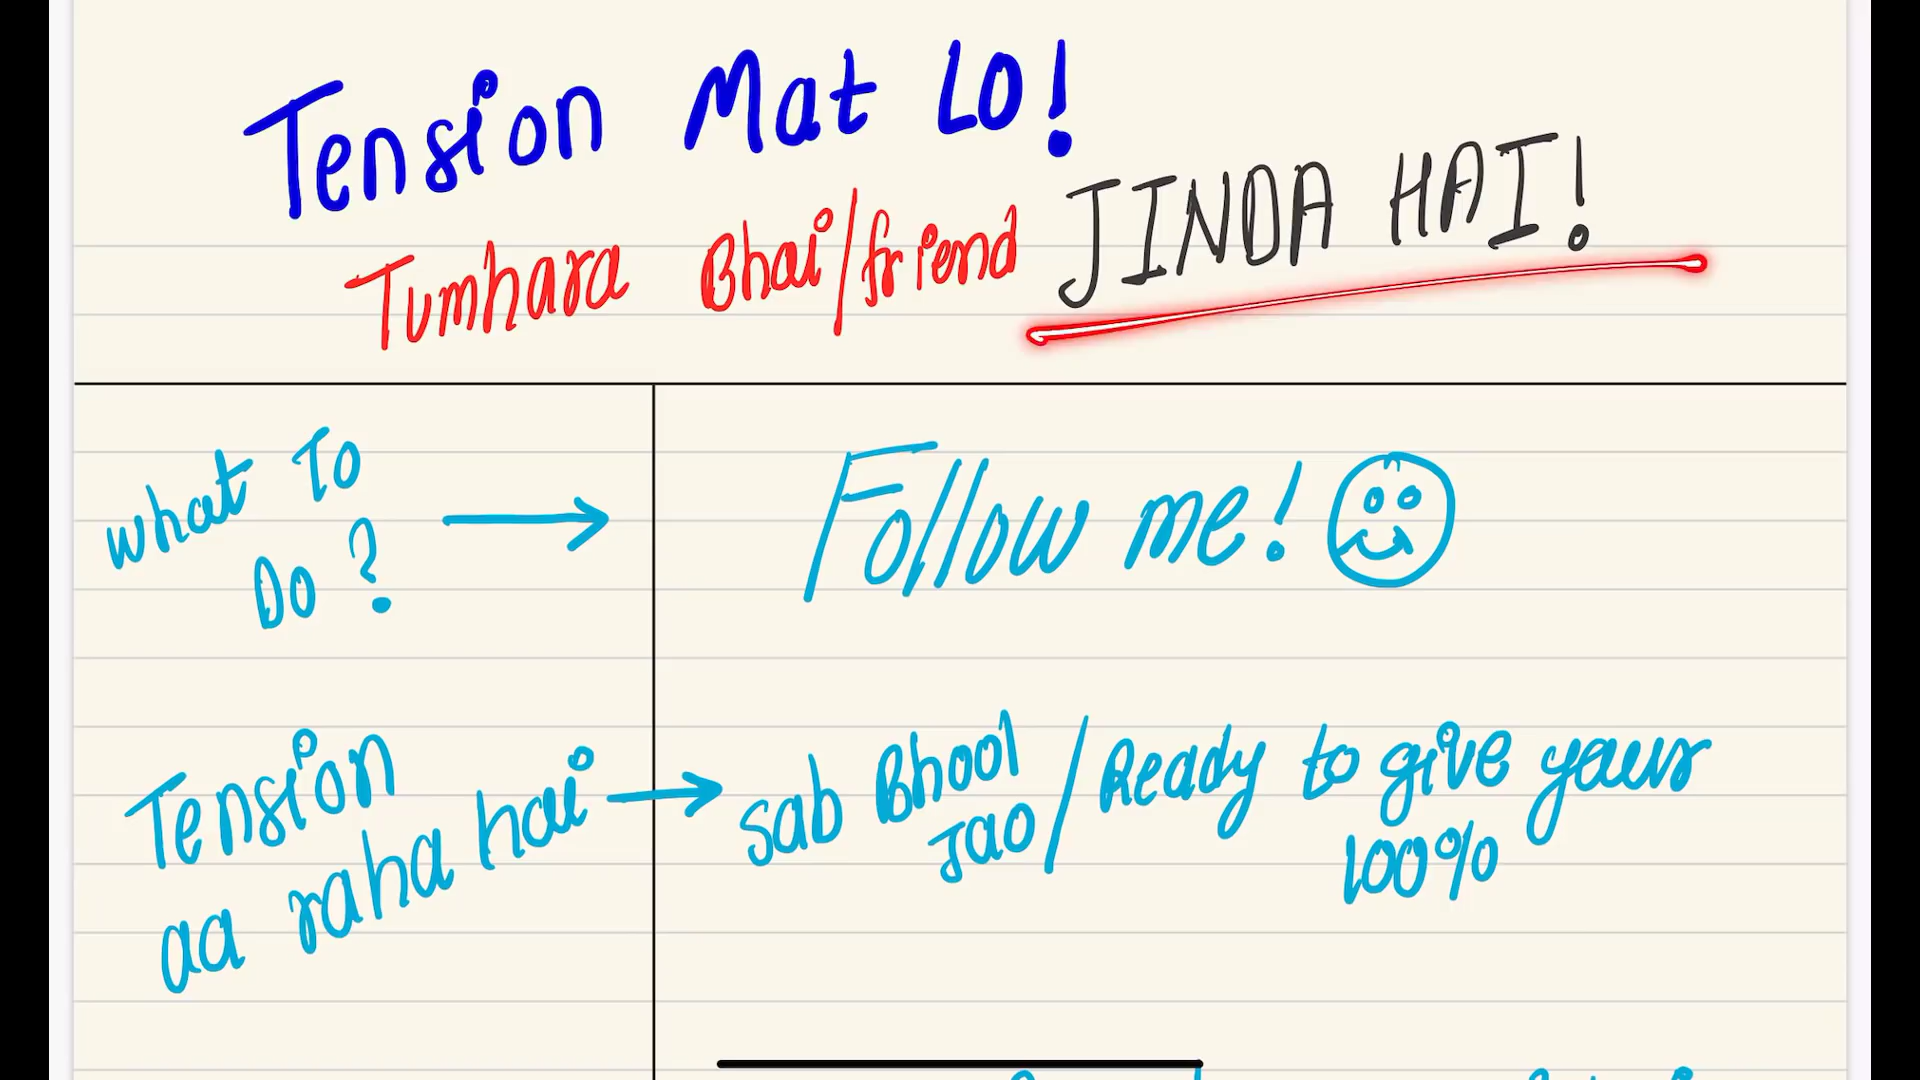 Tension Mat Lo!
Tumhara Bhai/friend JINDA HAI!
What To
Do ?
Follow me!
Tension
aa raha hai
Sab Bhool
Jao / Ready to give your
100%